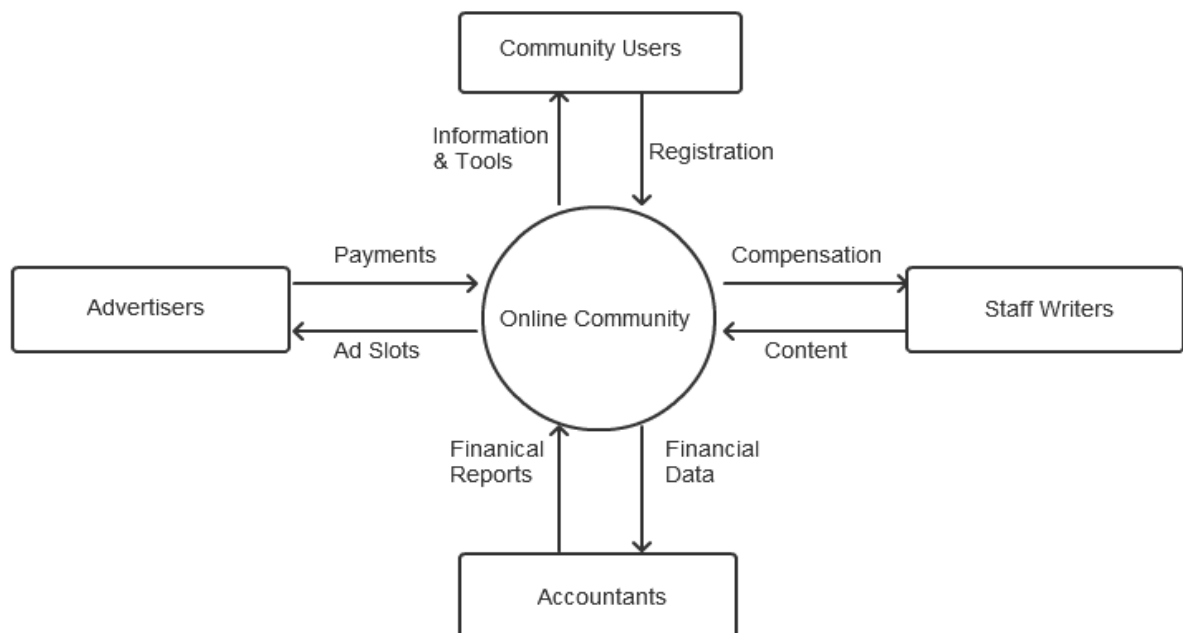 Community Users
Information
& Tools
Registration
Payments
Compensation
Advertisers
Online Community
Staff Writers
Ad Slots
Content
Finanical
Reports
Financial
Data
Accountants